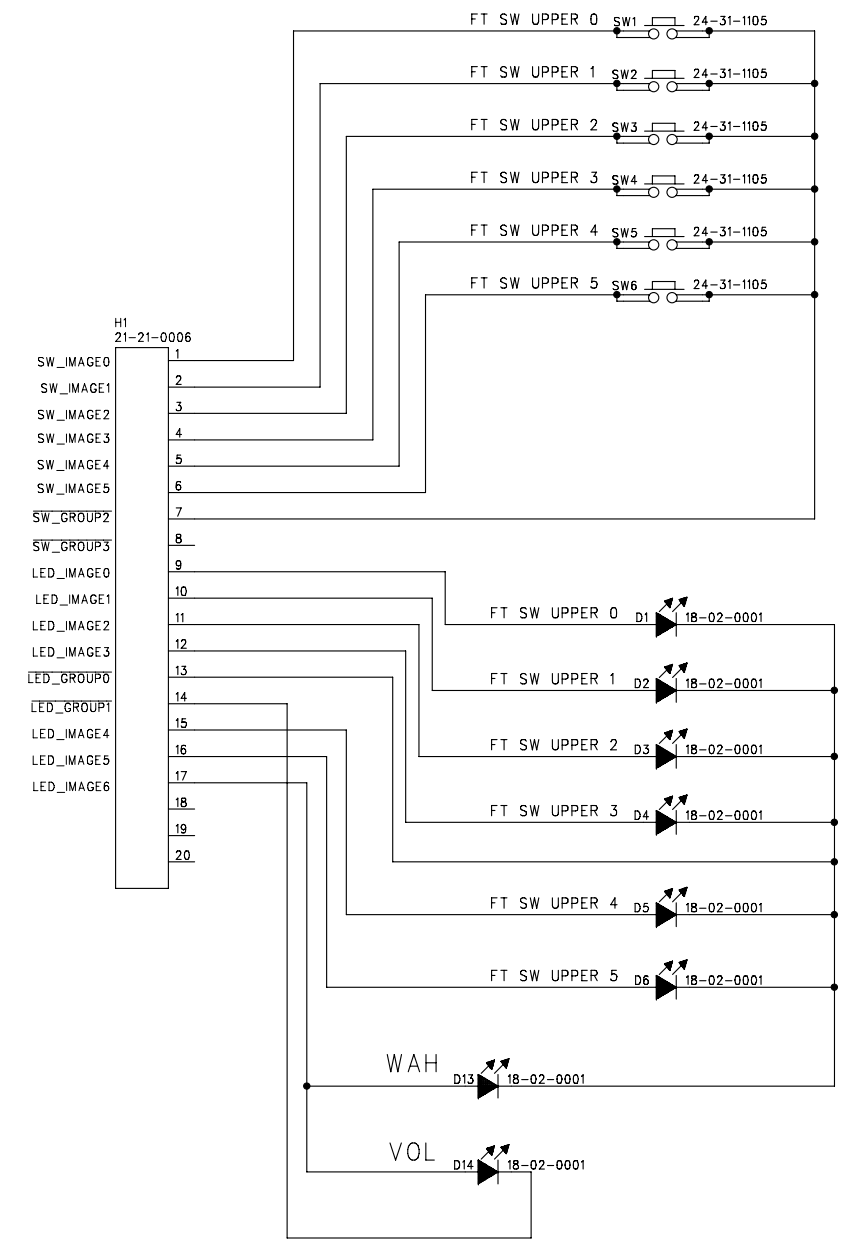 FT SW UPPER 0 SW1 24-31-1105
FT SW UPPER 1 SW2 24-31-1105
FT SW UPPER 2 SW3 24-31-1105
FT SW UPPER 3 SW4 24-31-1105
FT SW UPPER 4 SW5 24-31-1105
FT SW UPPER 5 SW6 24-31-1105
H1
21-21-0006
SW_IMAGE0 1
SW_IMAGE1 2
SW_IMAGE2 3
SW_IMAGE3 4
SW_IMAGE4 5
SW_IMAGE5 6
SW_GROUP2 7
SW_GROUP3 8
LED_IMAGE0 9
LED_IMAGE1 10
LED_IMAGE2 11
LED_IMAGE3 12
LED_GROUP0 13
LED_GROUP1 14
LED_IMAGE4 15
LED_IMAGE5 16
LED_IMAGE6 17
18
19
20
FT SW UPPER 0 D1 18-02-0001
FT SW UPPER 1 D2 18-02-0001
FT SW UPPER 2 D3 18-02-0001
FT SW UPPER 3 D4 18-02-0001
FT SW UPPER 4 D5 18-02-0001
FT SW UPPER 5 D6 18-02-0001
WAH D13 18-02-0001
VOL D14 18-02-0001